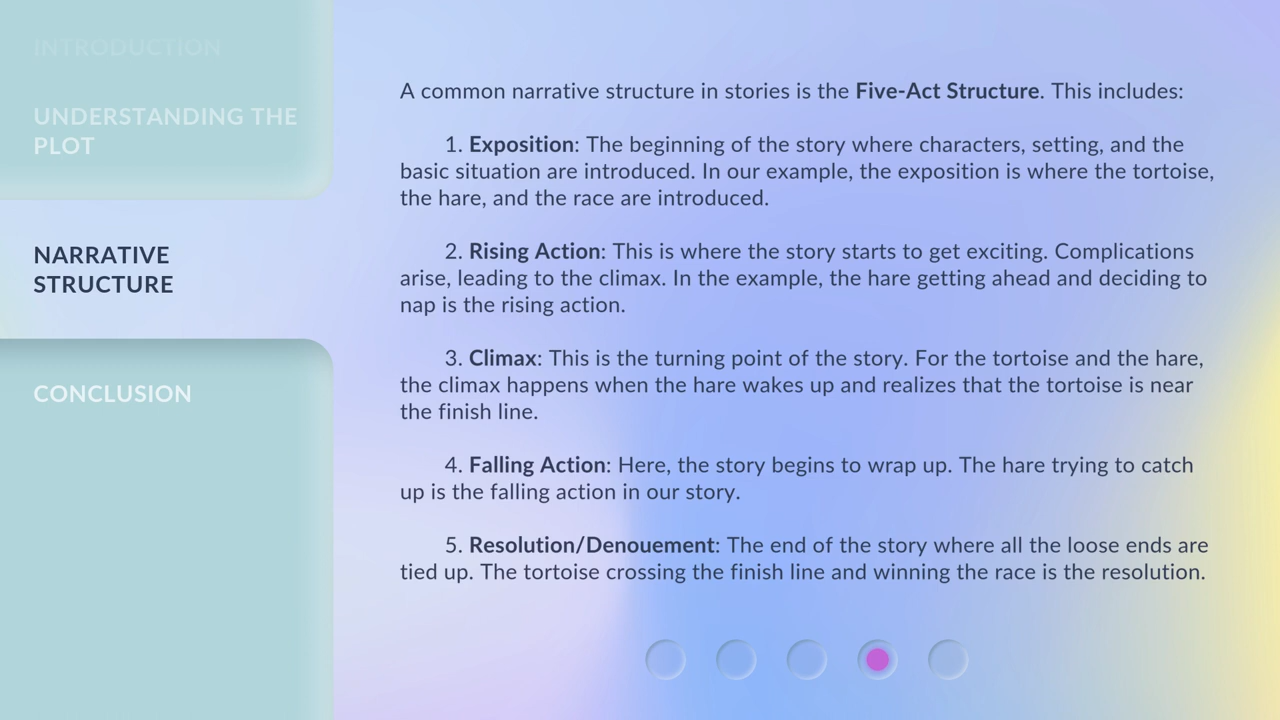 INTRODUCTION
UNDERSTANDING THE
PLOT
NARRATIVE
STRUCTURE
CONCLUSION
A common narrative structure in stories is the Five-Act Structure. This includes:
1. Exposition: The beginning of the story where characters, setting, and the
basic situation are introduced. In our example, the exposition is where the tortoise,
the hare, and the race are introduced.
2. Rising Action: This is where the story starts to get exciting. Complications
arise, leading to the climax. In the example, the hare getting ahead and deciding to
nap is the rising action.
3. Climax: This is the turning point of the story. For the tortoise and the hare,
the climax happens when the hare wakes up and realizes that the tortoise is near
the finish line.
4. Falling Action: Here, the story begins to wrap up. The hare trying to catch
up is the falling action in our story.
5. Resolution/Denouement: The end of the story where all the loose ends are
tied up. The tortoise crossing the finish line and winning the race is the resolution.